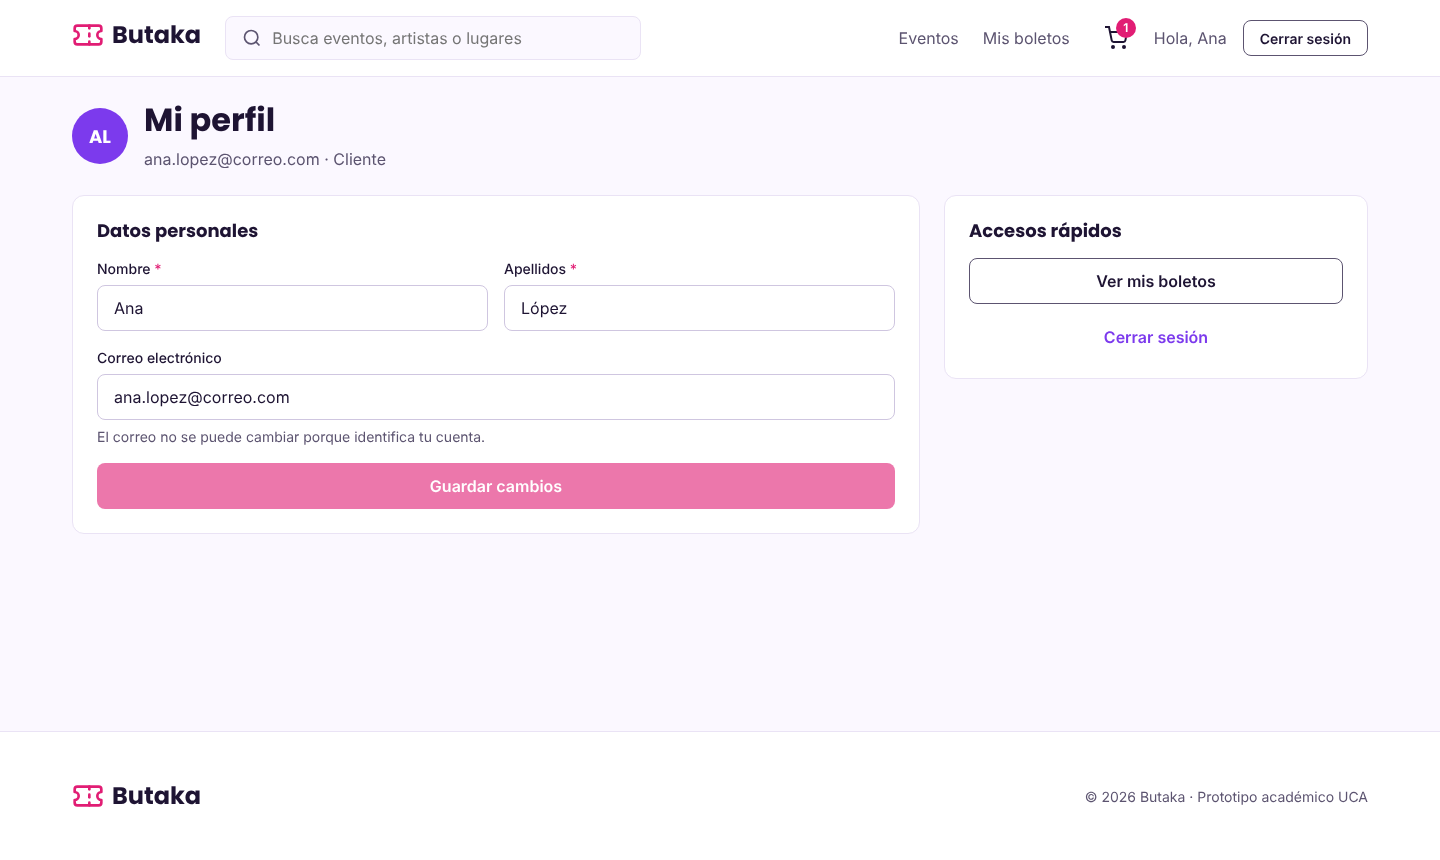 Butaka
Busca eventos, artistas o lugares
Eventos
Mis boletos
1
Hola, Ana
Cerrar sesión
AL
Mi perfil
ana.lopez@correo.com · Cliente
Datos personales
Nombre *
Apellidos *
Ana
López
Correo electrónico
ana.lopez@correo.com
El correo no se puede cambiar porque identifica tu cuenta.
Guardar cambios
Accesos rápidos
Ver mis boletos
Cerrar sesión
Butaka
© 2026 Butaka · Prototipo académico UCA